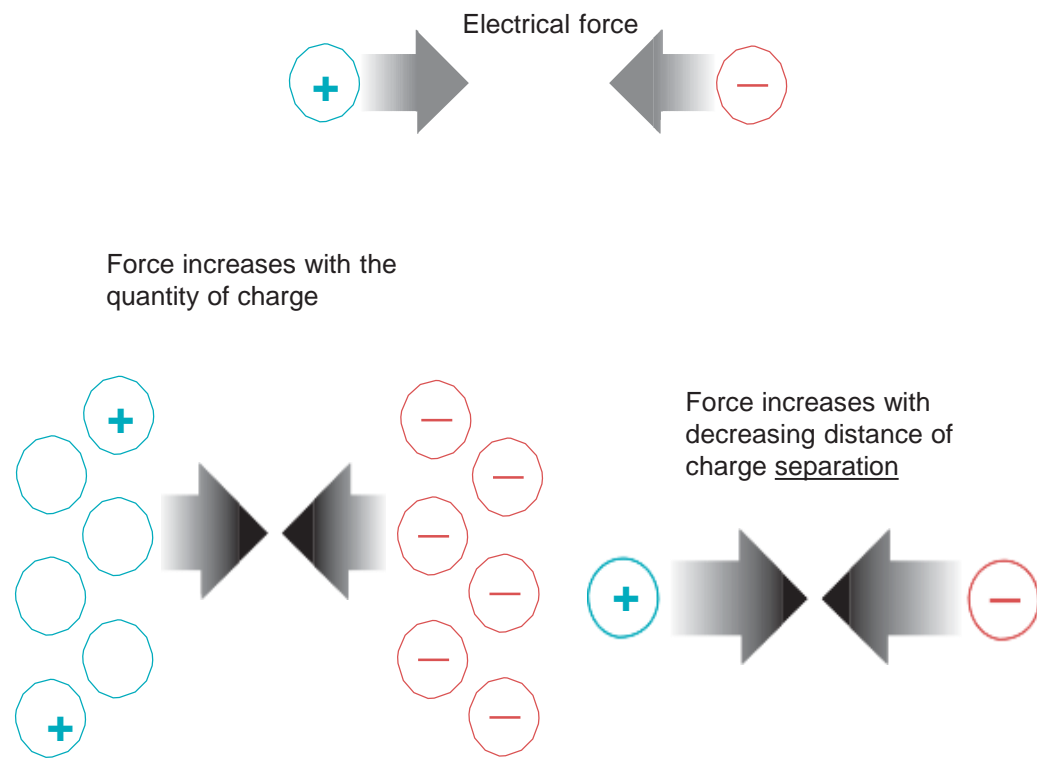 Electrical force
+
−
Force increases with the
quantity of charge
+
−
−
−
−
−
−
+
Force increases with
decreasing distance of
charge separation
+
−